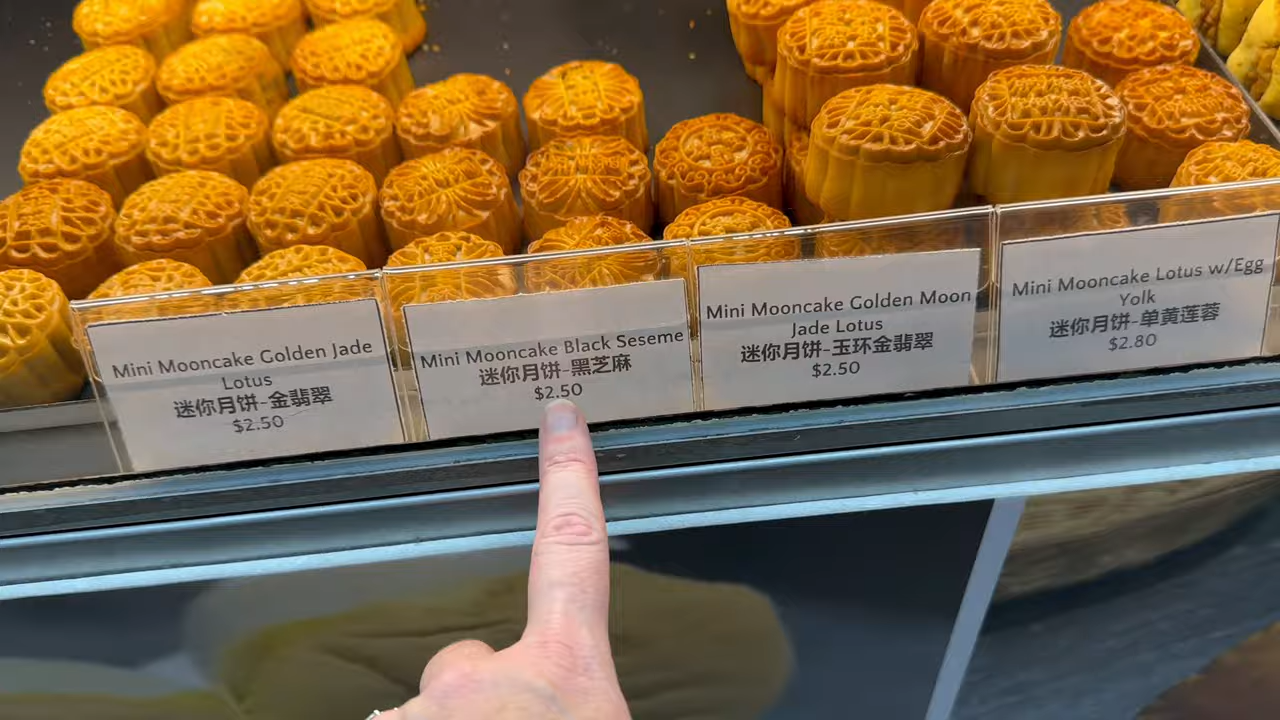 Mini Mooncake Golden Jade
Lotus
迷你月饼-金翡翠
$2.50
Mini Mooncake Black Seseme
迷你月饼-黑芝麻
$2.50
Mini Mooncake Golden Moon
Jade Lotus
迷你月饼-玉环金翡翠
$2.50
Mini Mooncake Lotus w/Egg
Yolk
迷你月饼-单黄莲蓉
$2.80